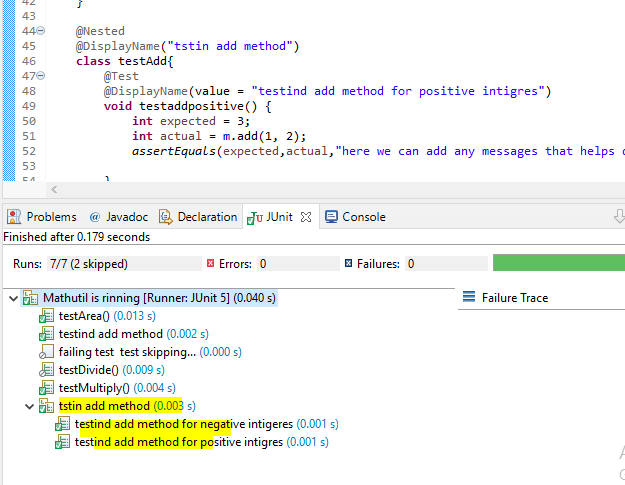 42 }
43
44 @Nested
45 @DisplayName("tstin add method")
46 class testAdd{
47 @Test
48 @DisplayName(value = "testind add method for positive intigres")
49 void testaddpositive() {
50 int expected = 3;
51 int actual = m.add(1, 2);
52 assertEquals(expected,actual,"here we can add any messages that helps
53
54 }
Problems @ Javadoc Declaration JUnit Console
Finished after 0.179 seconds
Runs: 7/7 (2 skipped) Errors: 0 Failures: 0
Mathutil is rinning [Runner: JUnit 5] (0.040 s) Failure Trace
testArea() (0.013 s)
testind add method (0.002 s)
failing test test skipping... (0.000 s)
testDivide() (0.009 s)
testMultiply() (0.004 s)
tstin add method (0.003 s)
testind add method for negative intigeres (0.001 s)
testind add method for positive intigres (0.001 s)